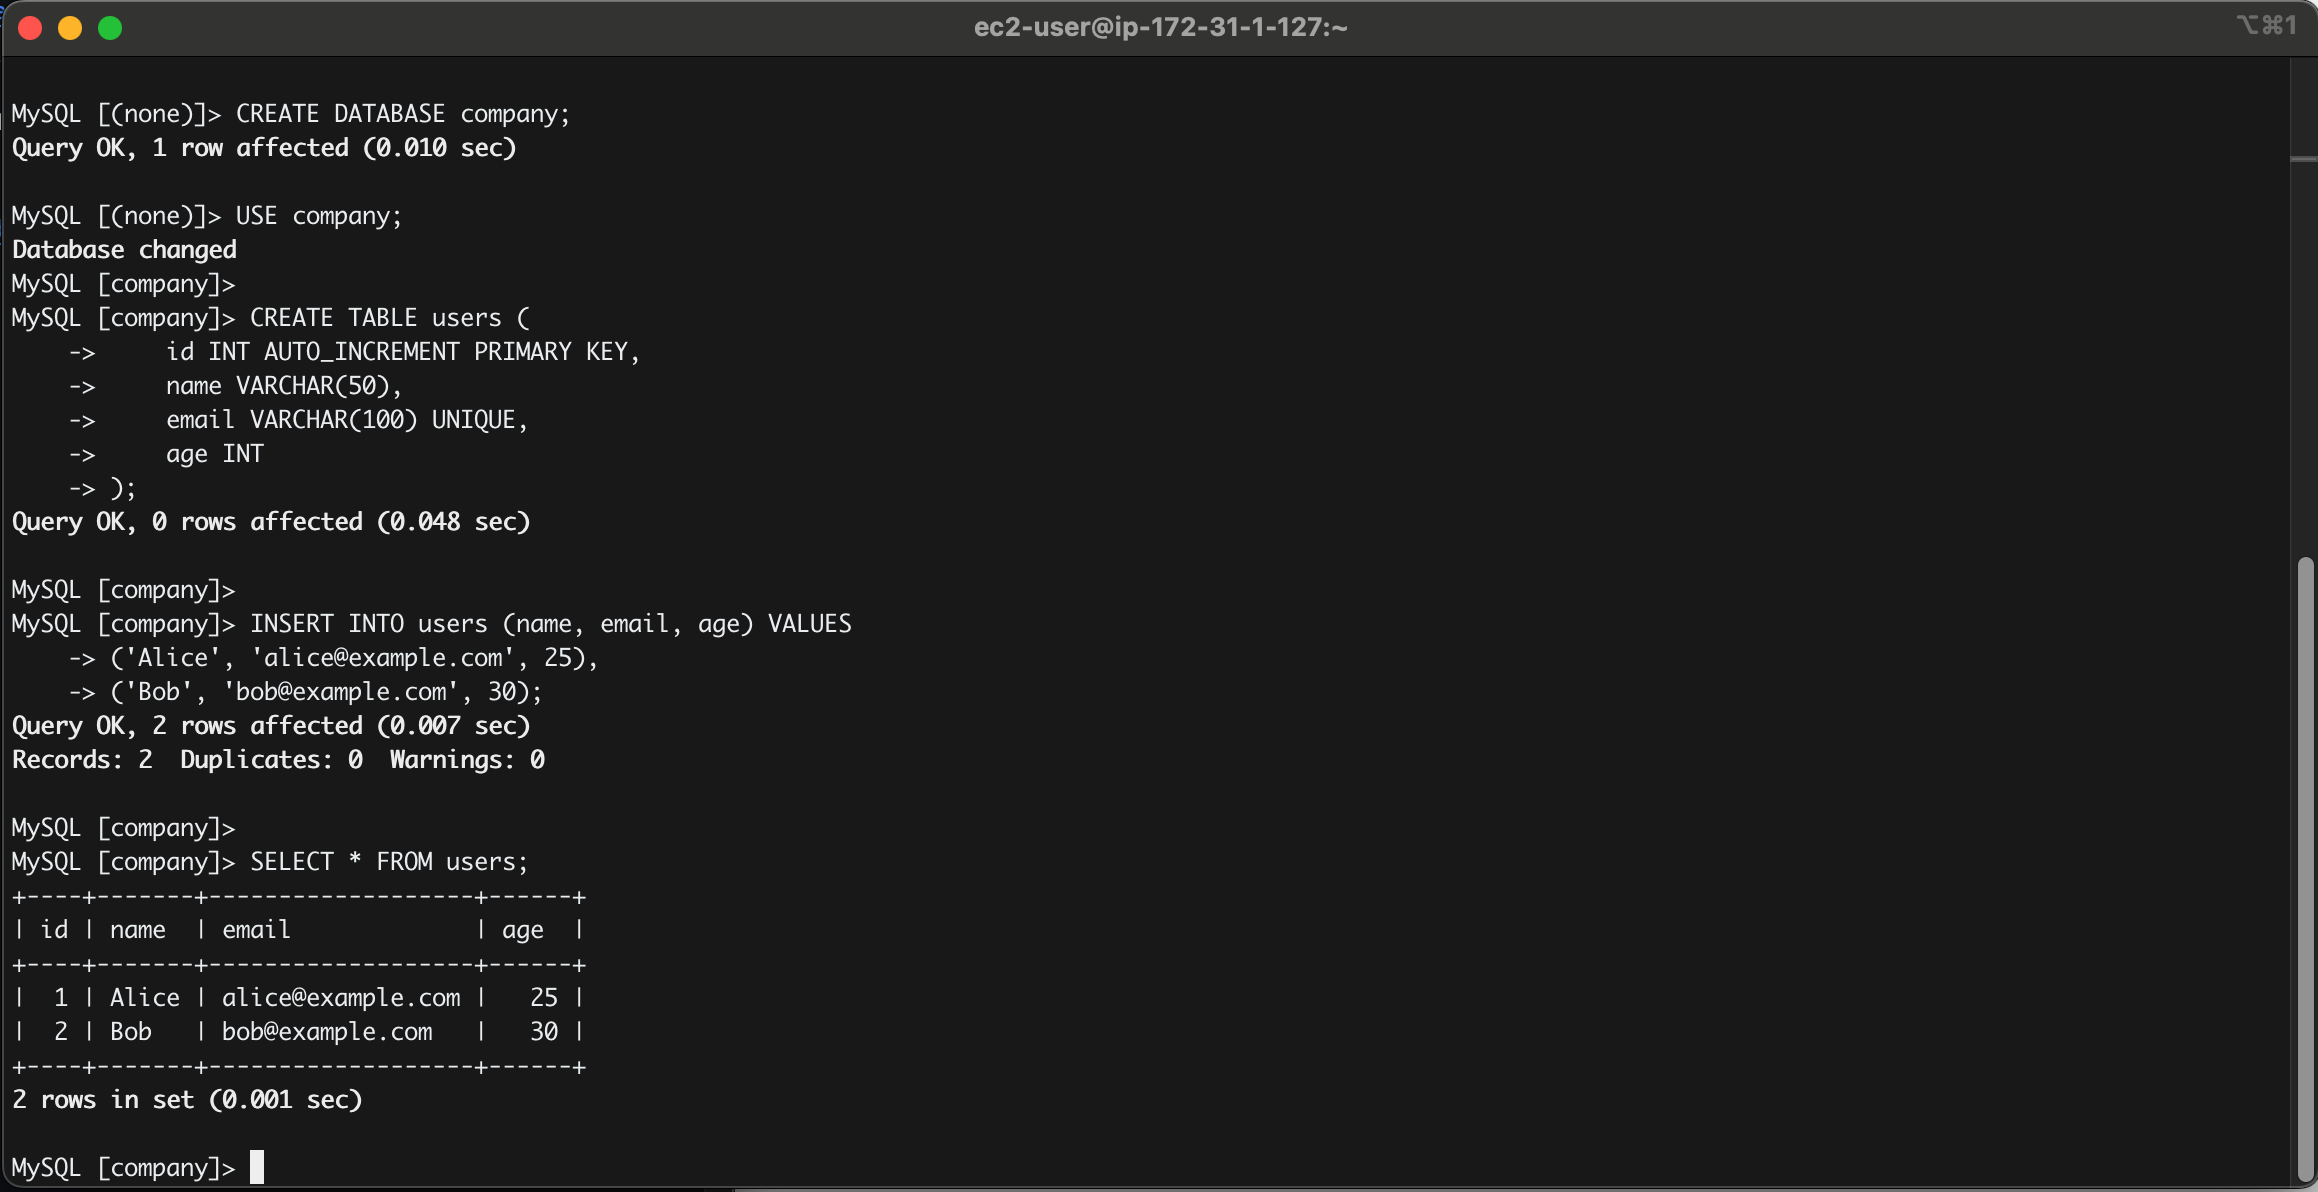 ec2-user@ip-172-31-1-127:~
⌥⌘1
MySQL [(none)]> CREATE DATABASE company;
Query OK, 1 row affected (0.010 sec)
MySQL [(none)]> USE company;
Database changed
MySQL [company]>
MySQL [company]> CREATE TABLE users (
    ->     id INT AUTO_INCREMENT PRIMARY KEY,
    ->     name VARCHAR(50),
    ->     email VARCHAR(100) UNIQUE,
    ->     age INT
    -> );
Query OK, 0 rows affected (0.048 sec)
MySQL [company]>
MySQL [company]> INSERT INTO users (name, email, age) VALUES
    -> ('Alice', 'alice@example.com', 25),
    -> ('Bob', 'bob@example.com', 30);
Query OK, 2 rows affected (0.007 sec)
Records: 2  Duplicates: 0  Warnings: 0
MySQL [company]>
MySQL [company]> SELECT * FROM users;
+----+-------+-------------------+------+
| id | name  | email             | age  |
+----+-------+-------------------+------+
|  1 | Alice | alice@example.com |   25 |
|  2 | Bob   | bob@example.com   |   30 |
+----+-------+-------------------+------+
2 rows in set (0.001 sec)
MySQL [company]>